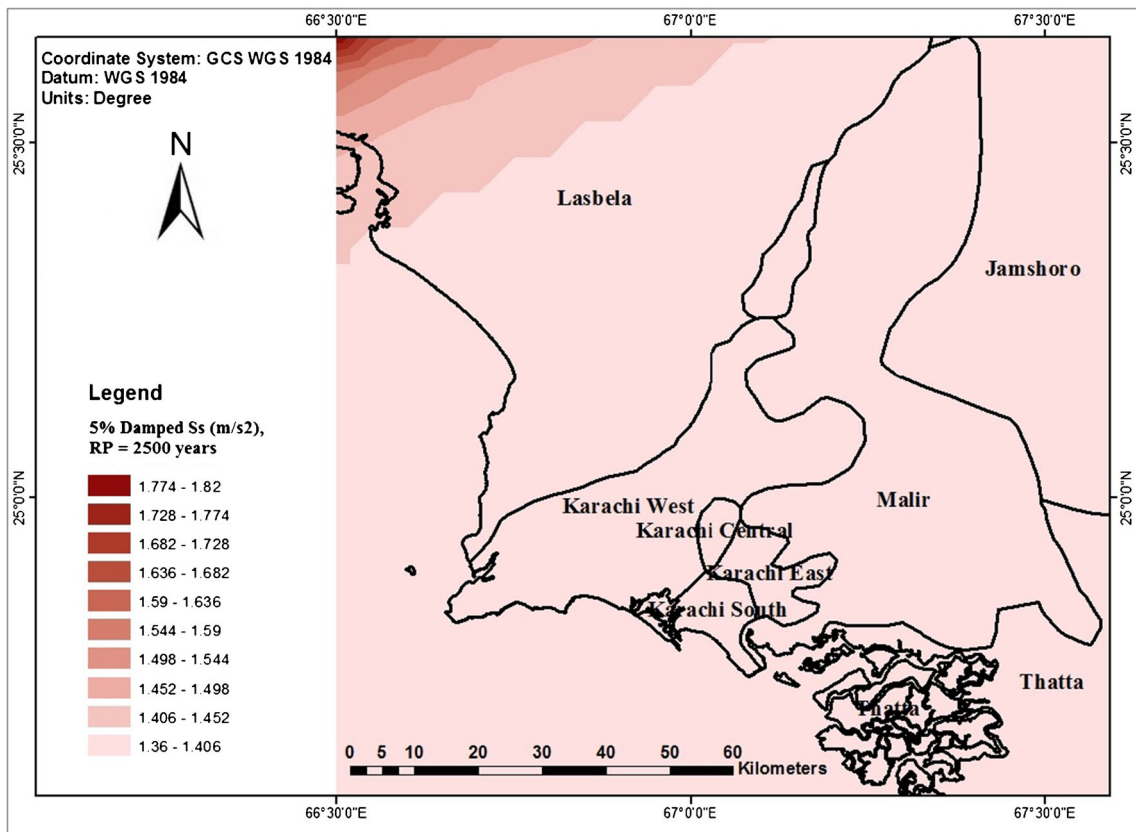 66°30'0"E 67°0'0"E 67°30'0"E
Coordinate System: GCS WGS 1984
Datum: WGS 1984
Units: Degree
N
25°30'0"N
25°30'0"N
Lasbela
Jamshoro
Legend
5% Damped Ss (m/s2),
RP = 2500 years
1.774 - 1.82
1.728 - 1.774
1.682 - 1.728
1.636 - 1.682
1.59 - 1.636
1.544 - 1.59
1.498 - 1.544
1.452 - 1.498
1.406 - 1.452
1.36 - 1.406
25°0'0"N
25°0'0"N
Karachi West
Malir
Karachi Central
Karachi East
Karachi South
Thatta
Thatta
0 5 10 20 30 40 50 60
Kilometers
66°30'0"E 67°0'0"E 67°30'0"E